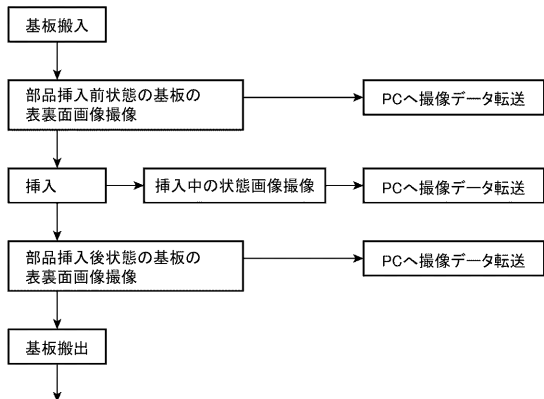 基板搬入
部品挿入前状態の基板の
表裏面画像撮像
PCへ撮像データ転送
挿入
挿入中の状態画像撮像
PCへ撮像データ転送
部品挿入後状態の基板の
表裏面画像撮像
PCへ撮像データ転送
基板搬出